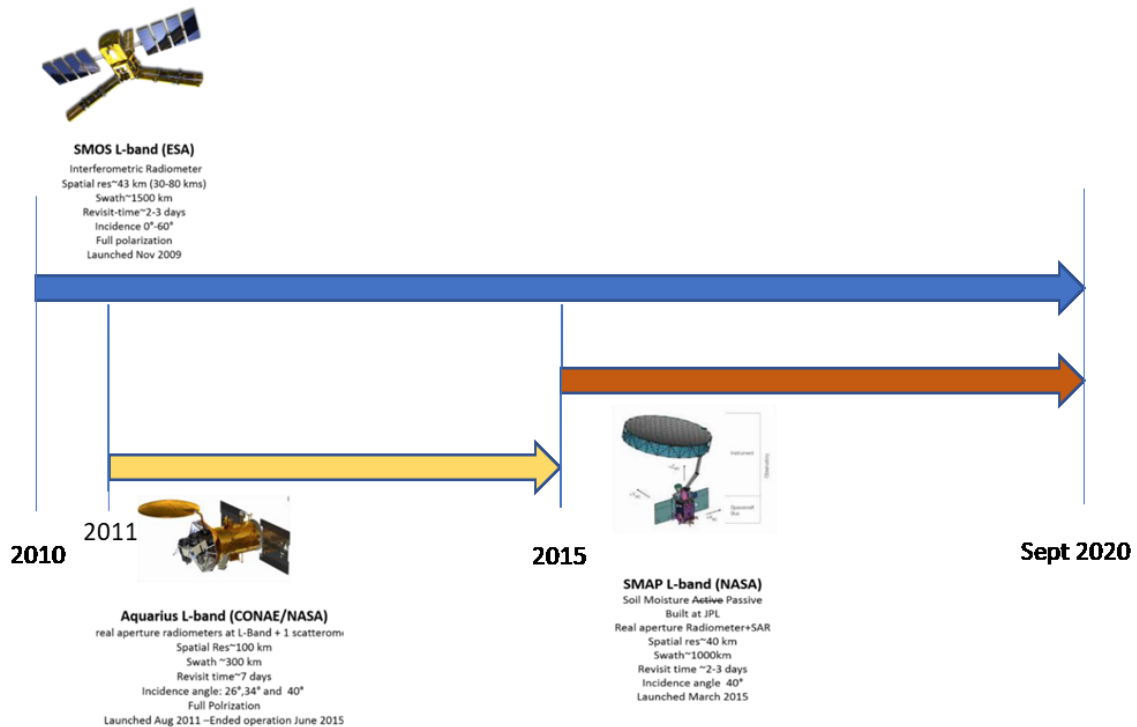 SMOS L-band (ESA)
Interferometric Radiometer
Spatial res~43 km (30-80 kms)
Swath~1500 km
Revisit-time~2-3 days
Incidence 0°-60°
Full polarization
Launched Nov 2009
2010
2011
2015
Sept 2020
Aquarius L-band (CONAE/NASA)
real aperture radiometers at L-Band + 1 scatterom
Spatial Res~100 km
Swath ~300 km
Revisit time~7 days
Incidence angle: 26°,34° and 40°
Full Polrization
Launched Aug 2011 –Ended operation June 2015
Instrument
Observatory
Spacecraft
Bus
SMAP L-band (NASA)
Soil Moisture Active Passive
Built at JPL
Real aperture Radiometer+SAR
Spatial res~40 km
Swath~1000km
Revisit time ~2-3 days
Incidence angle 40°
Launched March 2015